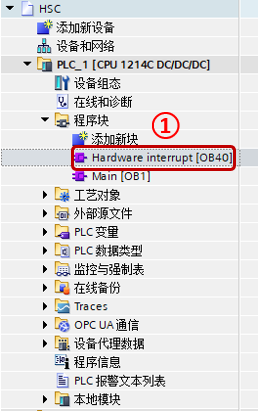 HSC
添加新设备
设备和网络
PLC_1 [CPU 1214C DC/DC/DC]
设备组态
在线和诊断
程序块
①
添加新块
Hardware interrupt [OB40]
Main [OB1]
工艺对象
外部源文件
PLC 变量
PLC 数据类型
监控与强制表
在线备份
Traces
OPC UA 通信
设备代理数据
程序信息
PLC 报警文本列表
本地模块